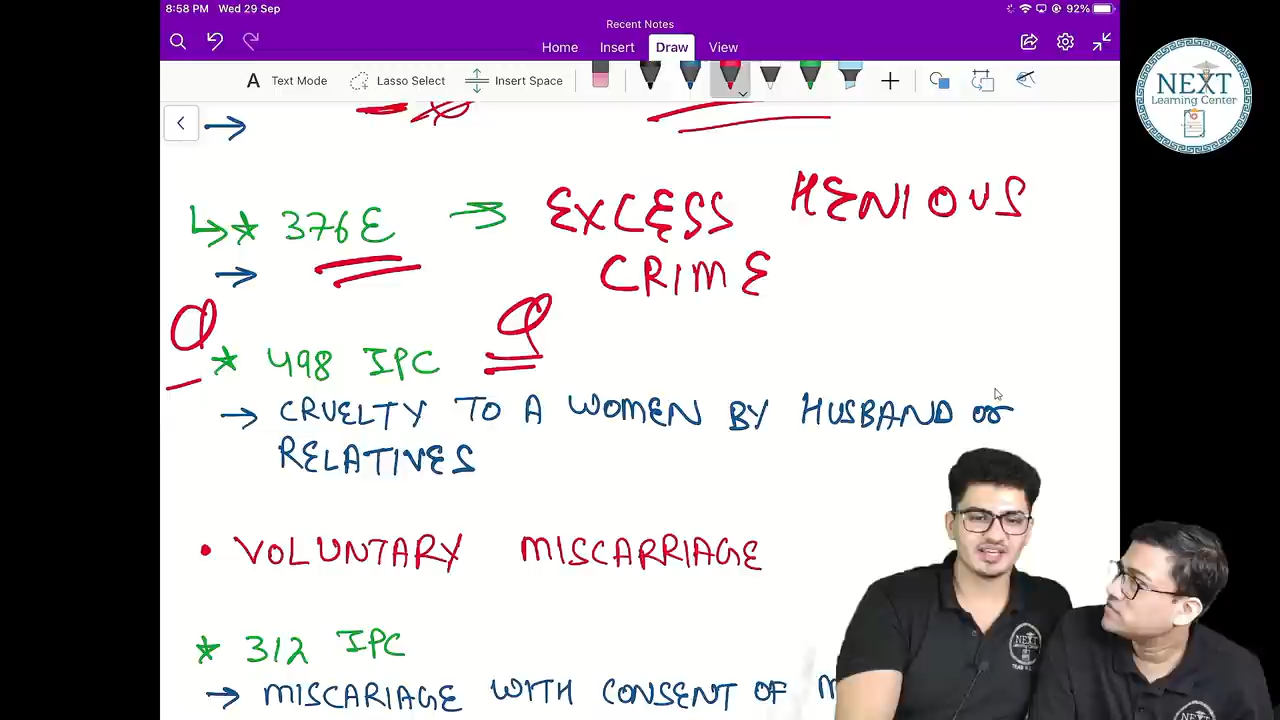 8:58 PM Wed 29 Sep
92%
Recent Notes
Home Insert Draw View
Text Mode Lasso Select Insert Space
NEXT
Learning Center
* 376E → EXCESS HENIOUS
CRIME
Q
* 498 IPC Q
→ CRUELTY TO A WOMEN BY HUSBAND or
RELATIVES
• VOLUNTARY MISCARRIAGE
* 312 IPC
→ MISCARIAGE WITH CONSENT OF
NEXT
NEXT